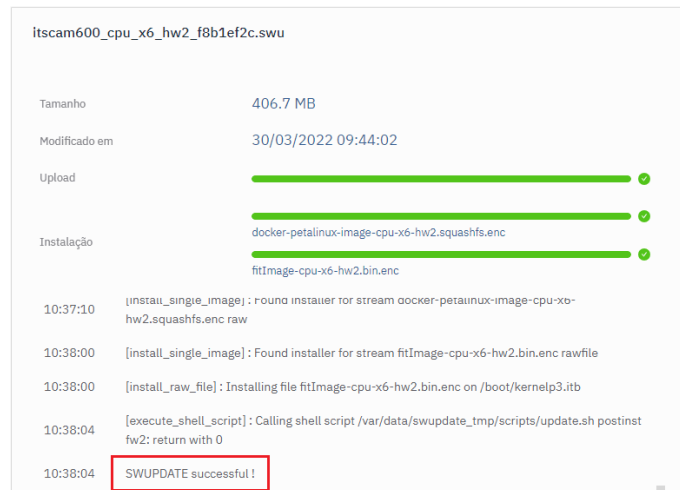 itscam600_cpu_x6_hw2_f8b1ef2c.swu
Tamanho 406.7 MB
Modificado em 30/03/2022 09:44:02
Upload
Instalação
docker-petalinux-image-cpu-x6-hw2.squashfs.enc
fitImage-cpu-x6-hw2.bin.enc
10:37:10 [install_single_image] : Found installer for stream docker-petalinux-image-cpu-x6-
hw2.squashfs.enc raw
10:38:00 [install_single_image] : Found installer for stream fitImage-cpu-x6-hw2.bin.enc rawfile
10:38:00 [install_raw_file] : Installing file fitImage-cpu-x6-hw2.bin.enc on /boot/kernelp3.itb
10:38:04 [execute_shell_script] : Calling shell script /var/data/swupdate_tmp/scripts/update.sh postinst
fw2: return with 0
10:38:04 SWUPDATE successful !